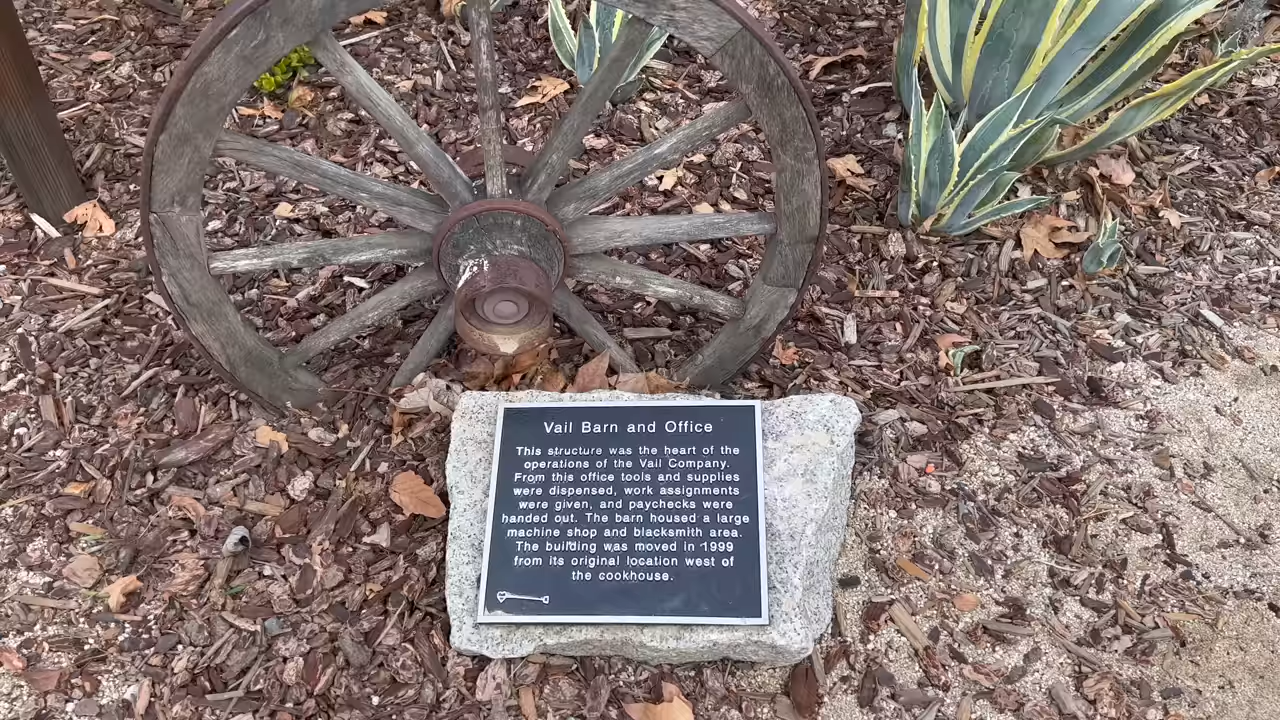 Vail Barn and Office
This structure was the heart of the
operations of the Vail Company.
From this office tools and supplies
were dispensed, work assignments
were given, and paychecks were
handed out. The barn housed a large
machine shop and blacksmith area.
The building was moved in 1999
from its original location west of
the cookhouse.